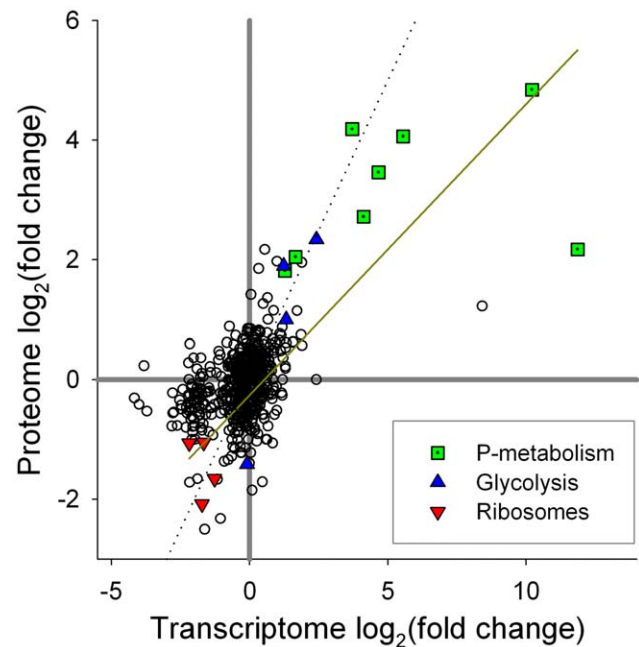 Proteome log₂(fold change)
6
4
2
0
-2
P-metabolism
Glycolysis
Ribosomes
-5 0 5 10
Transcriptome log₂(fold change)